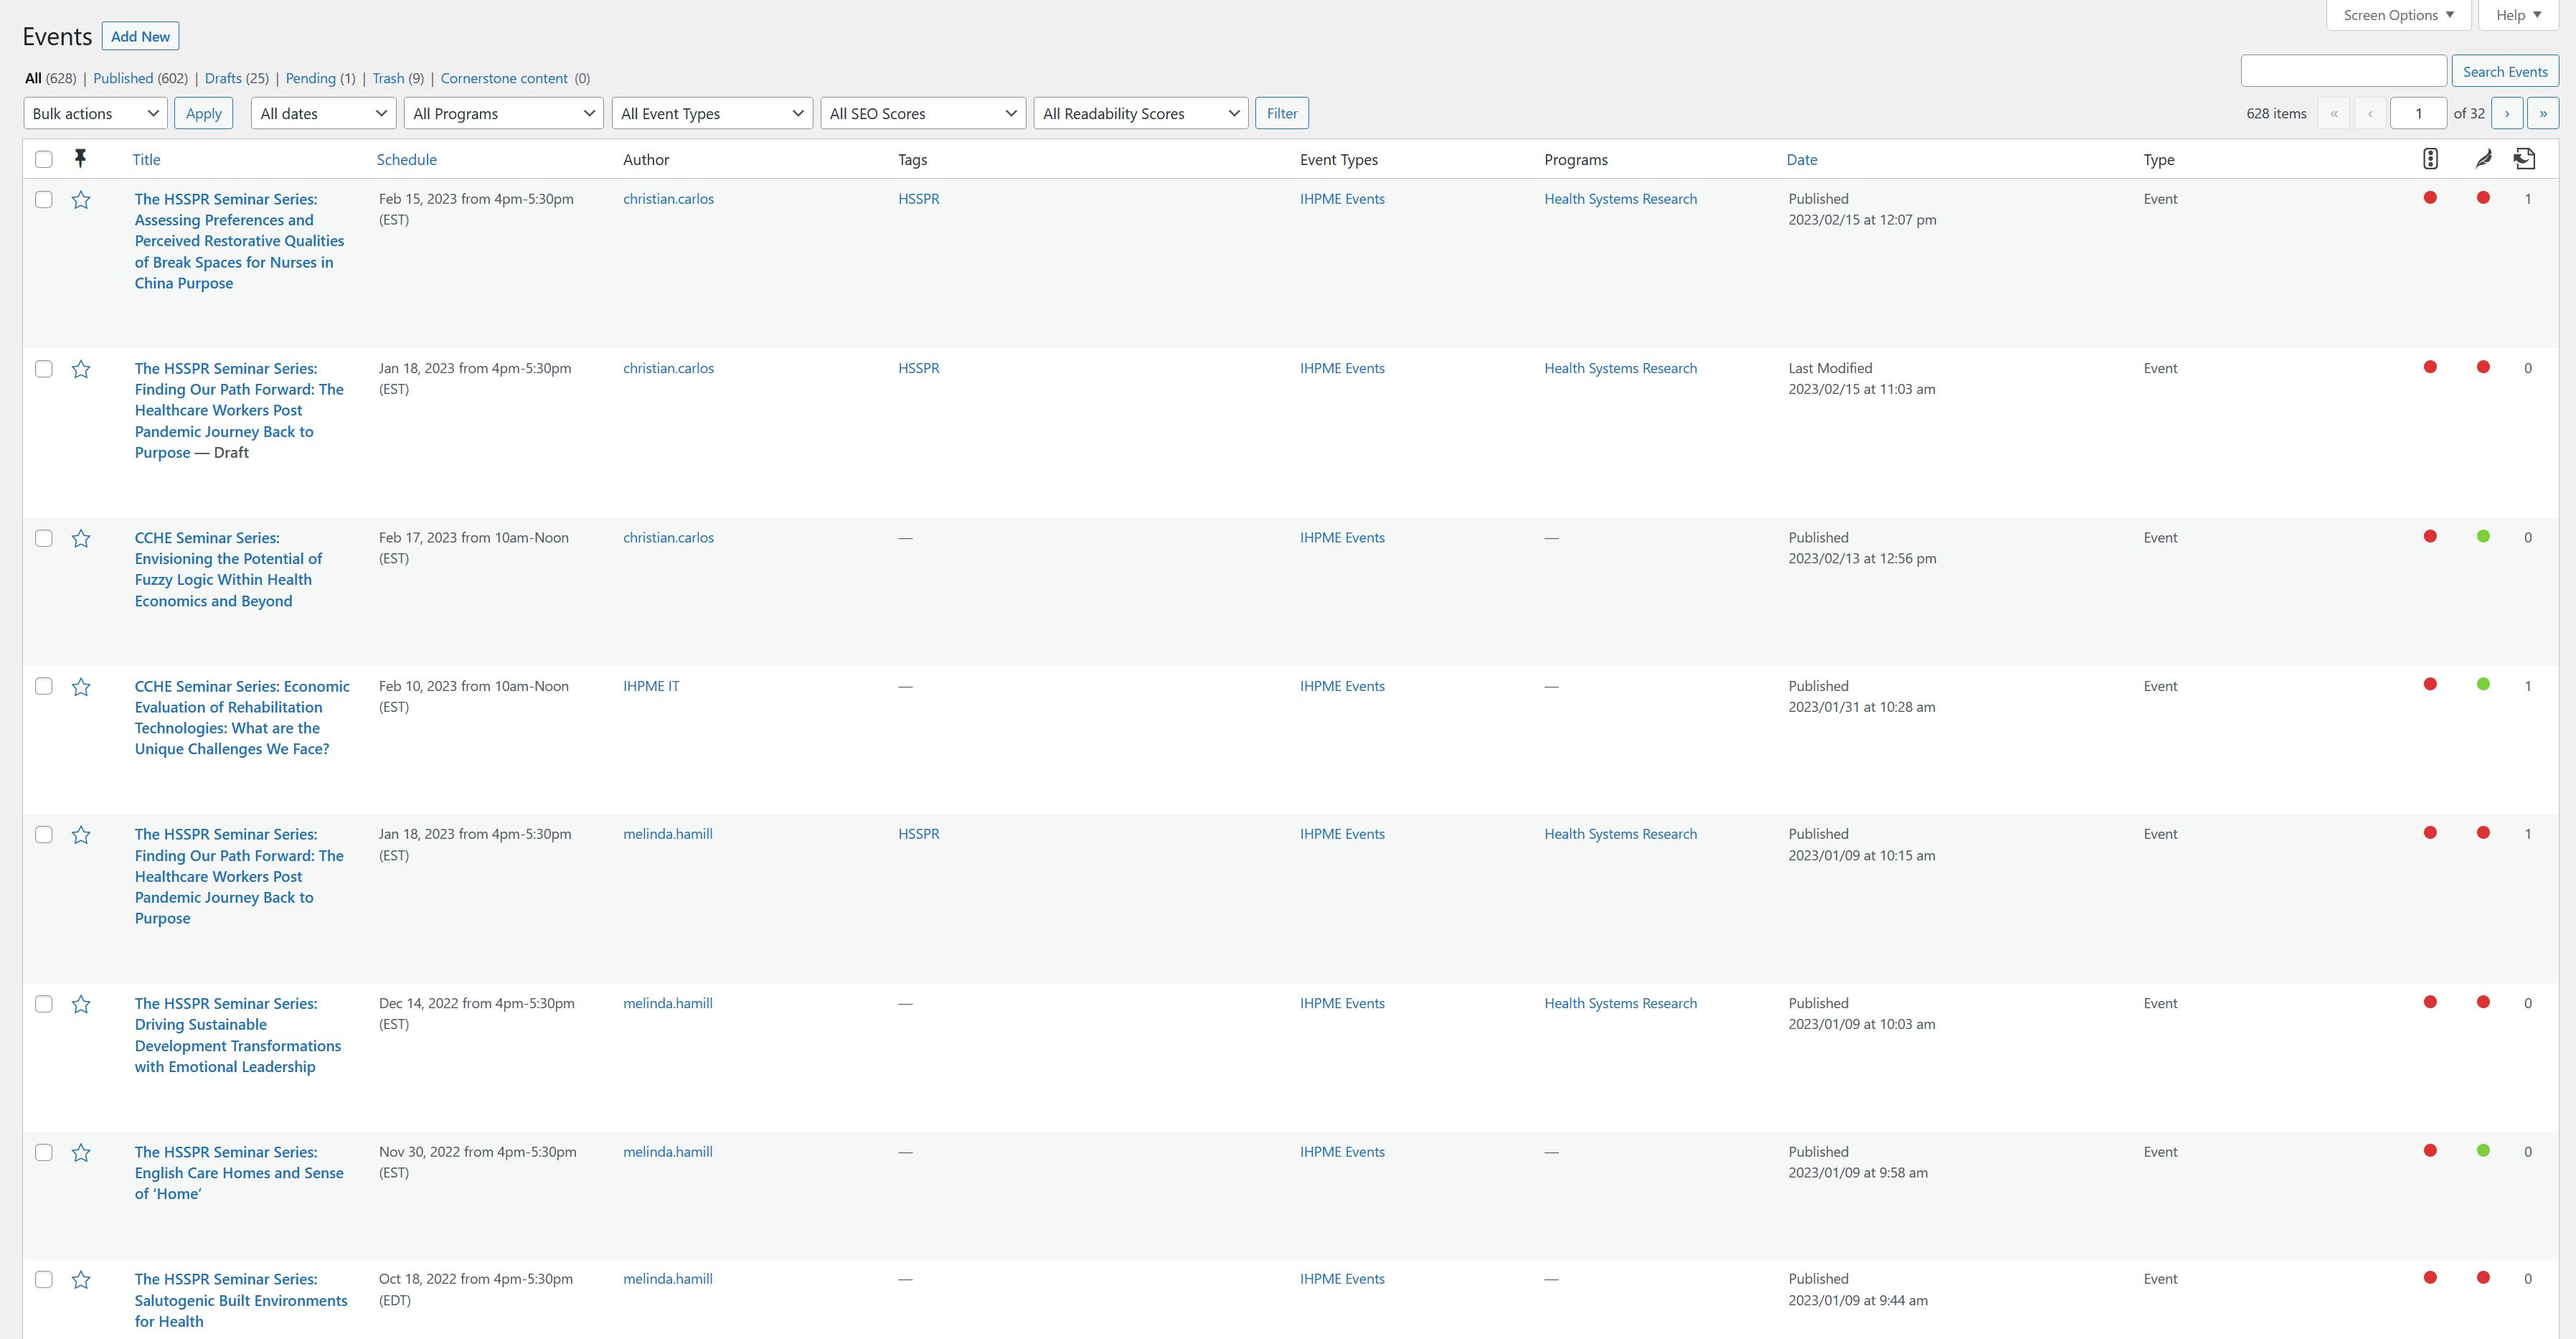 Screen Options
Help
Events Add New
All (628) | Published (602) | Drafts (25) | Pending (1) | Trash (9) | Cornerstone content (0)
Search Events
Bulk actions Apply All dates All Programs All Event Types All SEO Scores All Readability Scores Filter 628 items « ‹ 1 of 32 › »
Title Schedule Author Tags Event Types Programs Date Type
The HSSPR Seminar Series: Feb 15, 2023 from 4pm-5:30pm christian.carlos HSSPR IHPME Events Health Systems Research Published Event 1
Assessing Preferences and (EST) 2023/02/15 at 12:07 pm
Perceived Restorative Qualities
of Break Spaces for Nurses in
China Purpose
The HSSPR Seminar Series: Jan 18, 2023 from 4pm-5:30pm christian.carlos HSSPR IHPME Events Health Systems Research Last Modified Event 0
Finding Our Path Forward: The (EST) 2023/02/15 at 11:03 am
Healthcare Workers Post
Pandemic Journey Back to
Purpose — Draft
CCHE Seminar Series: Feb 17, 2023 from 10am-Noon christian.carlos — IHPME Events — Published Event 0
Envisioning the Potential of (EST) 2023/02/13 at 12:56 pm
Fuzzy Logic Within Health
Economics and Beyond
CCHE Seminar Series: Economic Feb 10, 2023 from 10am-Noon IHPME IT — IHPME Events — Published Event 1
Evaluation of Rehabilitation (EST) 2023/01/31 at 10:28 am
Technologies: What are the
Unique Challenges We Face?
The HSSPR Seminar Series: Jan 18, 2023 from 4pm-5:30pm melinda.hamill HSSPR IHPME Events Health Systems Research Published Event 1
Finding Our Path Forward: The (EST) 2023/01/09 at 10:15 am
Healthcare Workers Post
Pandemic Journey Back to
Purpose
The HSSPR Seminar Series: Dec 14, 2022 from 4pm-5:30pm melinda.hamill — IHPME Events Health Systems Research Published Event 0
Driving Sustainable (EST) 2023/01/09 at 10:03 am
Development Transformations
with Emotional Leadership
The HSSPR Seminar Series: Nov 30, 2022 from 4pm-5:30pm melinda.hamill — IHPME Events — Published Event 0
English Care Homes and Sense (EST) 2023/01/09 at 9:58 am
of ‘Home’
The HSSPR Seminar Series: Oct 18, 2022 from 4pm-5:30pm melinda.hamill — IHPME Events — Published Event 0
Salutogenic Built Environments (EDT) 2023/01/09 at 9:44 am
for Health